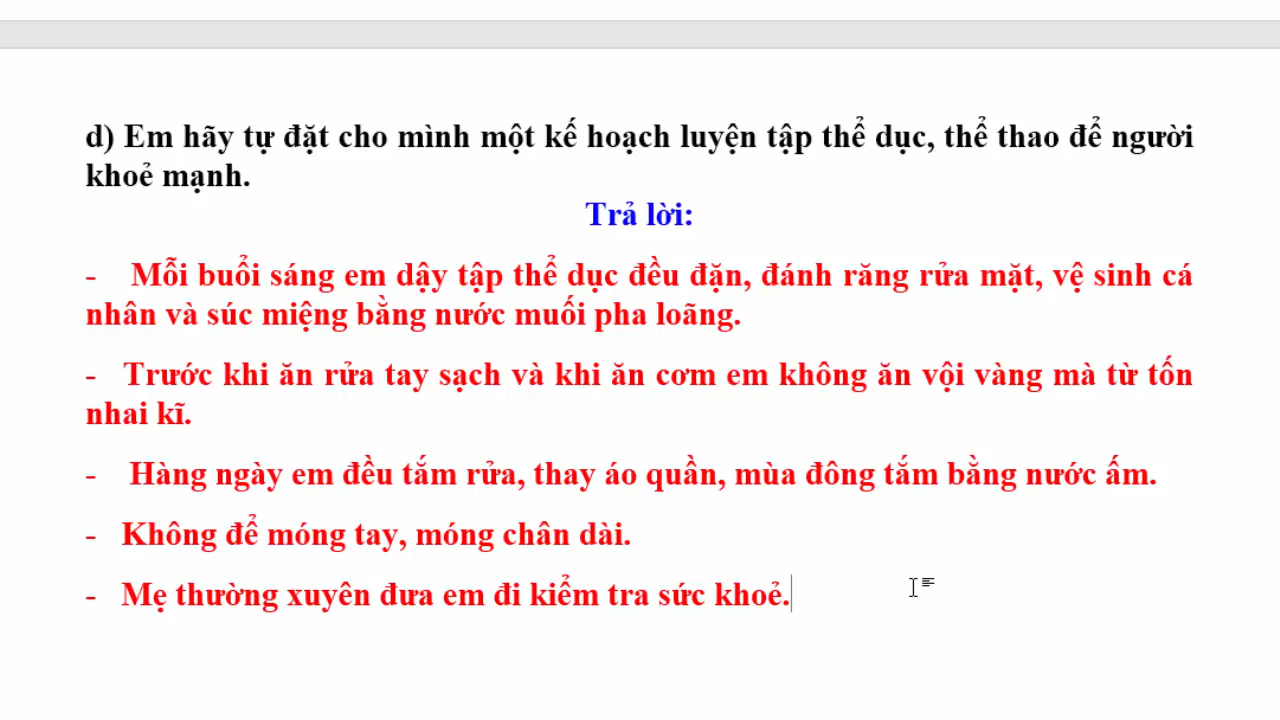 d) Em hãy tự đặt cho mình một kế hoạch luyện tập thể dục, thể thao để người
khoẻ mạnh.
Trả lời:
- Mỗi buổi sáng em dậy tập thể dục đều đặn, đánh răng rửa mặt, vệ sinh cá
nhân và súc miệng bằng nước muối pha loãng.
- Trước khi ăn rửa tay sạch và khi ăn cơm em không ăn vội vàng mà từ tốn
nhai kĩ.
- Hàng ngày em đều tắm rửa, thay áo quần, mùa đông tắm bằng nước ấm.
- Không để móng tay, móng chân dài.
- Mẹ thường xuyên đưa em đi kiểm tra sức khoẻ.